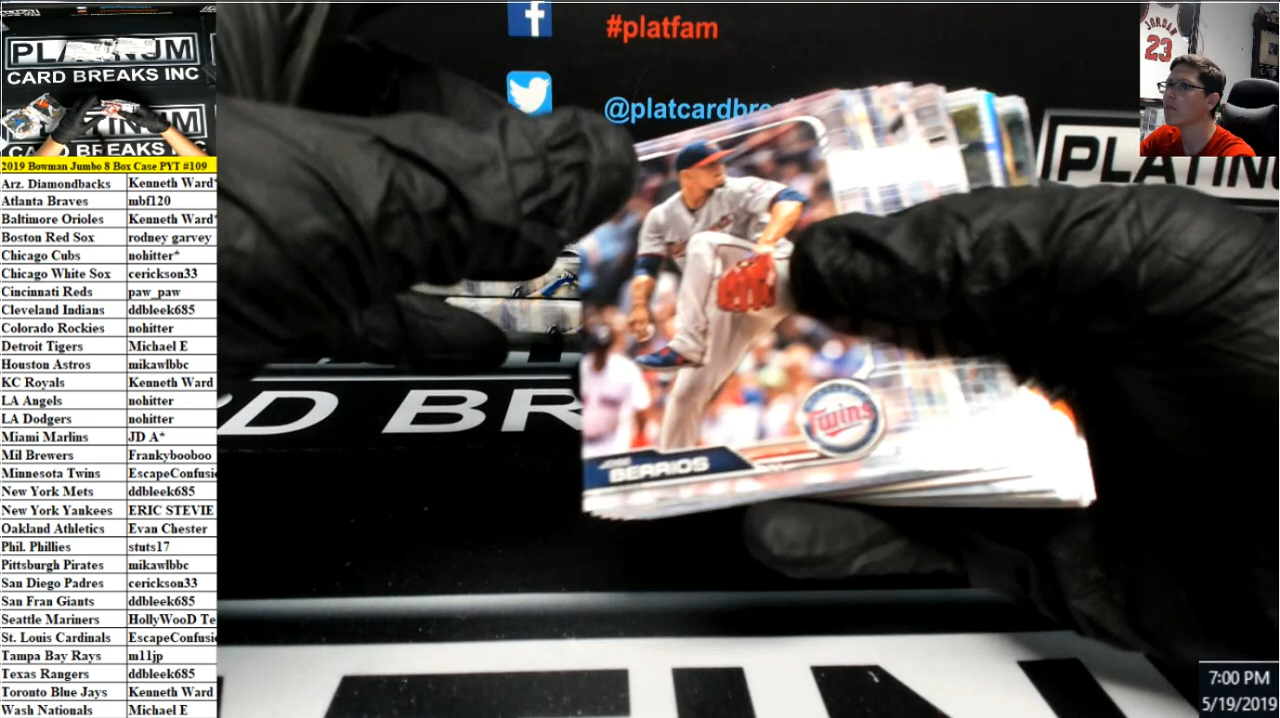 PLATINUM
CARD BREAKS INC
2019 Bowman Jumbo 8 Box Case PYT #109
Arz. Diamondbacks Kenneth Ward
Atlanta Braves mbf120
Baltimore Orioles Kenneth Ward
Boston Red Sox rodney garvey
Chicago Cubs nohitter*
Chicago White Sox cerickson33
Cincinnati Reds paw_paw
Cleveland Indians ddbleek685
Colorado Rockies nohitter
Detroit Tigers Michael E
Houston Astros mikawlbbc
KC Royals Kenneth Ward
LA Angels nohitter
LA Dodgers nohitter
Miami Marlins JD A*
Mil Brewers Frankybooboo
Minnesota Twins EscapeConfusi
New York Mets ddbleek685
New York Yankees ERIC STEVIE
Oakland Athletics Evan Chester
Phil. Phillies stuts17
Pittsburgh Pirates mikawlbbc
San Diego Padres cerickson33
San Fran Giants ddbleek685
Seattle Mariners HollyWooD Te
St. Louis Cardinals EscapeConfusi
Tampa Bay Rays m11jp
Texas Rangers ddbleek685
Toronto Blue Jays Kenneth Ward
Wash Nationals Michael E
#platfam
@platcardbre
PLATIN
D BR
Twins
BERRIOS
JORDAN
23
7:00 PM
5/19/2019